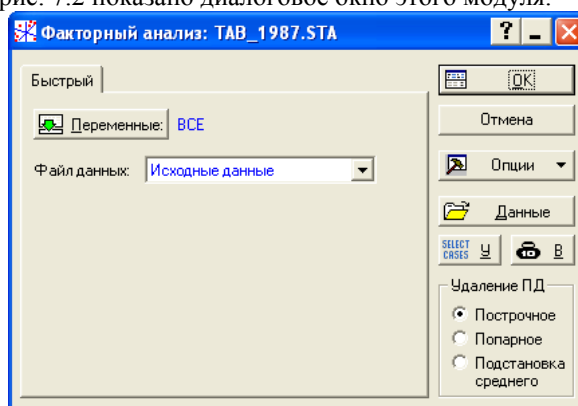 рис. 7.2 показано диалоговое окно этого модуля.
Факторный анализ: TAB_1987.STA
Быстрый
OK
Переменные: ВСЕ
Отмена
Файл данных: Исходные данные
Опции
Данные
SELECT CASES У В
Удаление ПД
Построчное
Попарное
Подстановка
среднего